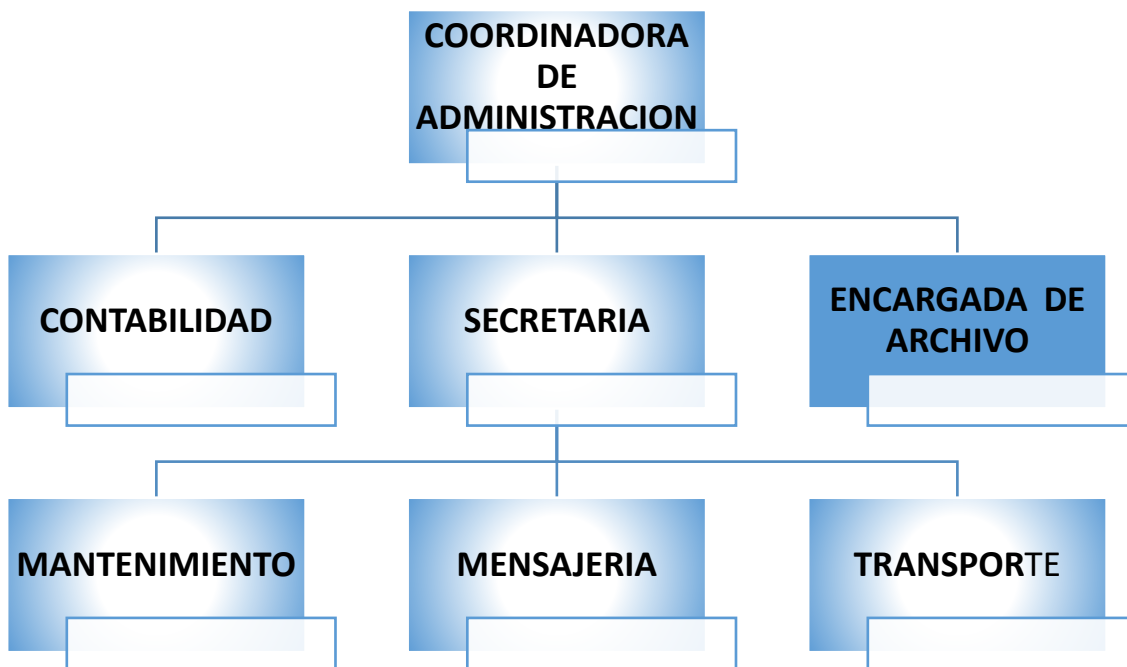 COORDINADORA
DE
ADMINISTRACION
CONTABILIDAD
SECRETARIA
ENCARGADA DE
ARCHIVO
MANTENIMIENTO
MENSAJERIA
TRANSPORTE